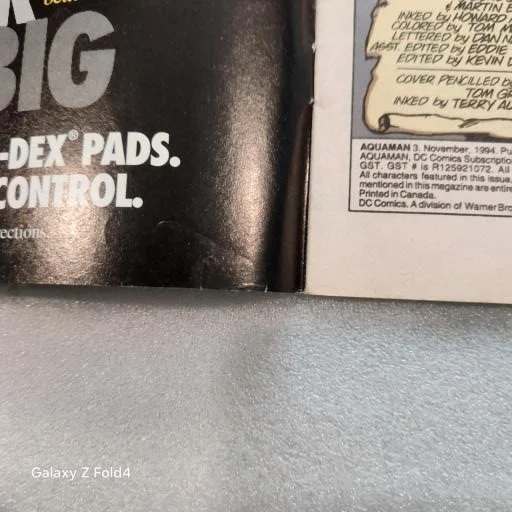 BIG
-DEX® PADS.
CONTROL.
ections.
& MARTIN E
INKED by HOWARD
COLORED by TOM M
LETTERED by DAN N
ASST. EDITED by EDDIE
EDITED by KEVIN D
COVER PENCILLED b
TOM GR
INKED by TERRY AU
AQUAMAN 3. November, 1994. Pu
AQUAMAN, DC Comics Subscription
GST. GST # is R125921072. All
All characters featured in this issue,
mentioned in this magazine are entire
Printed in Canada.
DC Comics. A division of Warner Bro
Galaxy Z Fold4